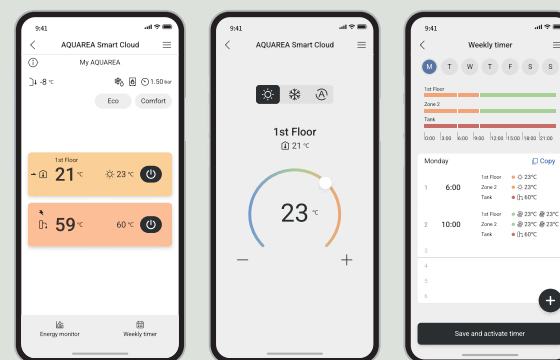 9:41
AQUAREA Smart Cloud
My AQUAREA
-8 °C
1.50 bar
Eco
Comfort
1st Floor
21 °C
23 °C
59 °C
60 °C
Energy monitor
Weekly timer
9:41
AQUAREA Smart Cloud
A
1st Floor
21 °C
23 °C
9:41
Weekly timer
M T W T F S S
1st Floor
Zone 2
Tank
0:00 3:00 6:00 9:00 12:00 15:00 18:00 21:00
Monday
Copy
1
6:00
1st Floor 23°C
Zone 2 23°C
Tank 60°C
2
10:00
1st Floor 23°C 23°C
Zone 2 23°C 23°C
Tank 60°C
3
4
5
6
Save and activate timer